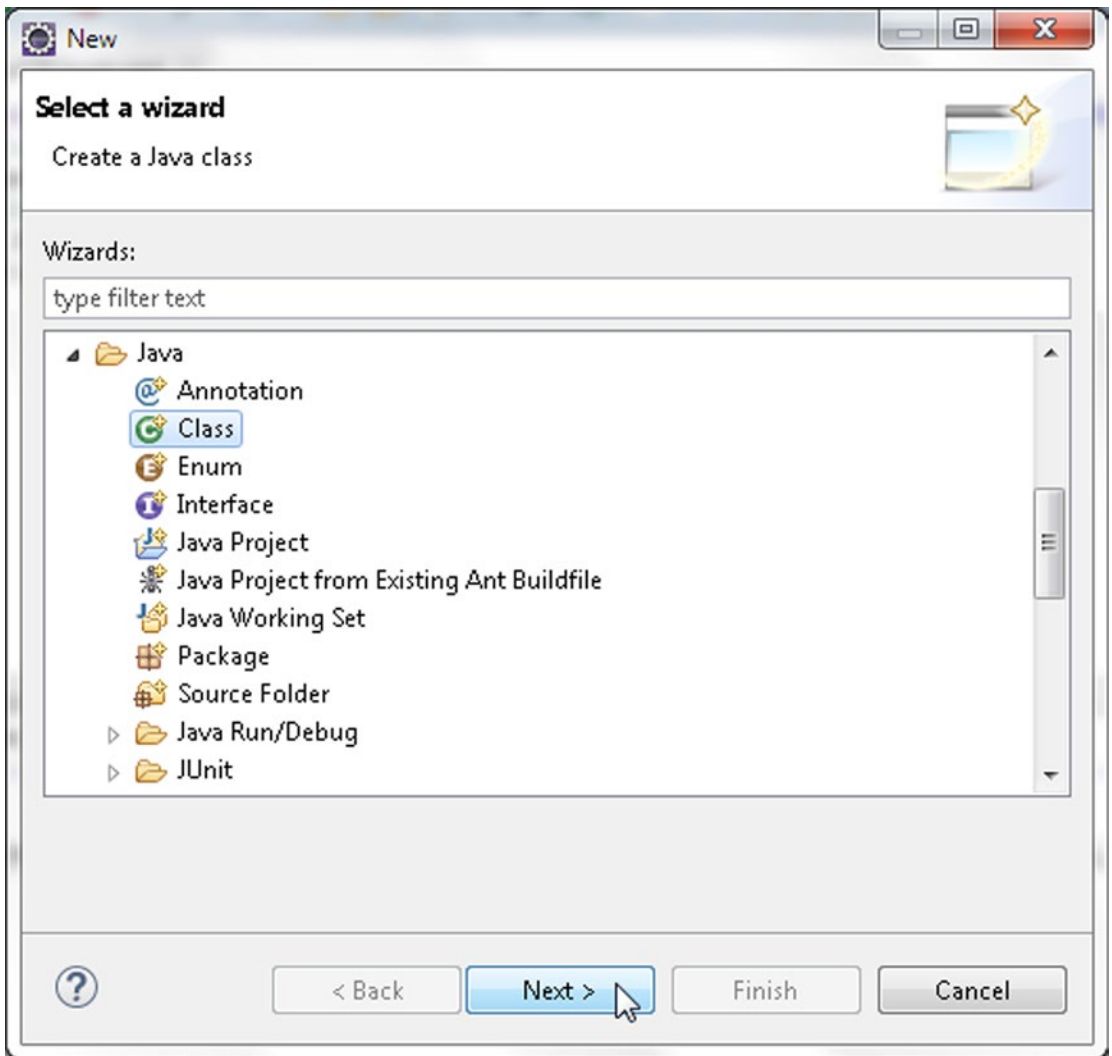 New
Select a wizard
Create a Java class
Wizards:
type filter text
Java
Annotation
Class
Enum
Interface
Java Project
Java Project from Existing Ant Buildfile
Java Working Set
Package
Source Folder
Java Run/Debug
JUnit
? < Back Next > Finish Cancel